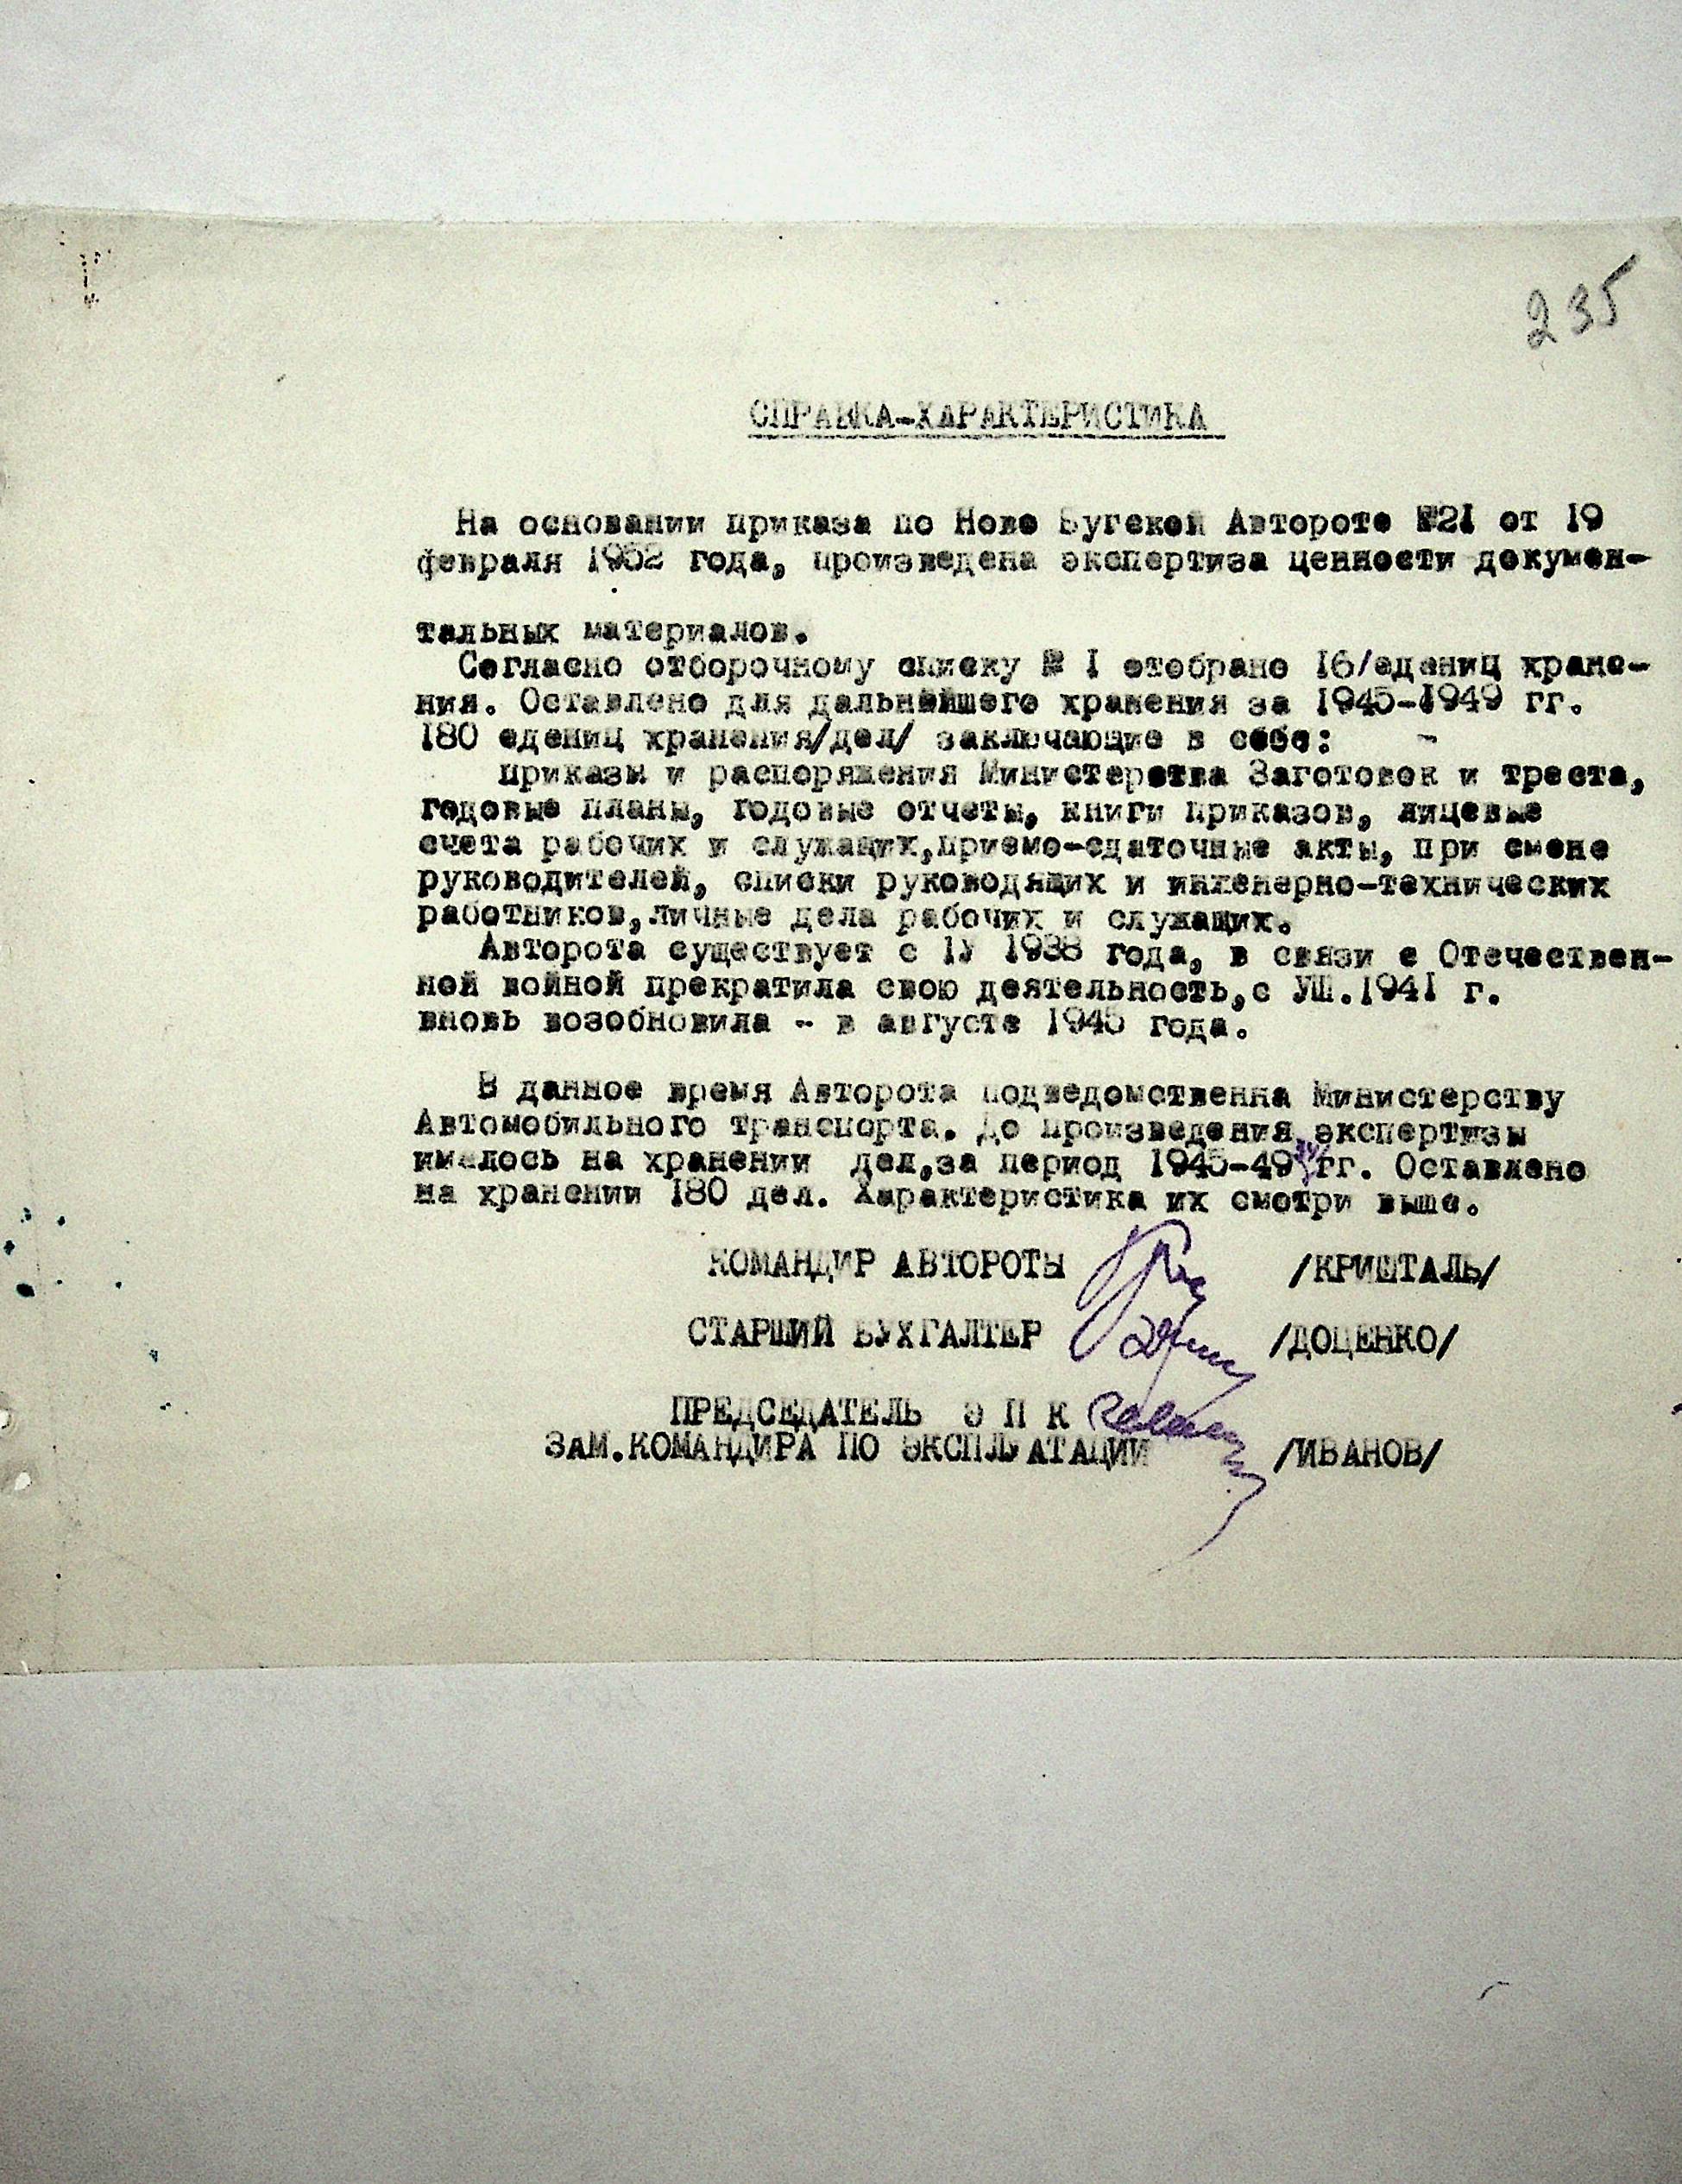 235
СПРАВКА-ХАРАКТЕРИСТИКА
На основании приказа по Ново Бугской Автороте №21 от 19
февраля 1952 года, произведена экспертиза ценности докумен-
тальных материалов.
Согласно отборочному списку № I отобрано 16/едениц хране-
ния. Оставлено для дальнейшего хранения за 1945-1949 гг.
180 едениц хранения/дел/ заключающие в себе:
приказы и распоряжения Министерства Заготовок и треста,
годовые планы, годовые отчеты, книги приказов, лицевые
счета рабочих и служащих,приемо-сдаточные акты, при смене
руководителей, списки руководящих и инженерно-технических
работников,личные дела рабочих и служащих.
Авторота существует с 1У 1938 года, в связи с Отечествен-
ной войной прекратила свою деятельность,с УШ.1941 г.
вновь возобновила - в августе 1945 года.
В данное время Авторота подведомственна Министерству
Автомобильного транспорта. До произведения экспертизы
имелось на хранении дел,за период 1945-49 гг. Оставлено
на хранении 180 дел. Характеристика их смотри выше.
КОМАНДИР АВТОРОТЫ /КРИШТАЛЬ/
СТАРШИЙ БУХГАЛТЕР /ДОЦЕНКО/
ПРЕДСЕДАТЕЛЬ Э П К
ЗАМ.КОМАНДИРА ПО ЭКСПЛЬАТАЦИИ /ИВАНОВ/